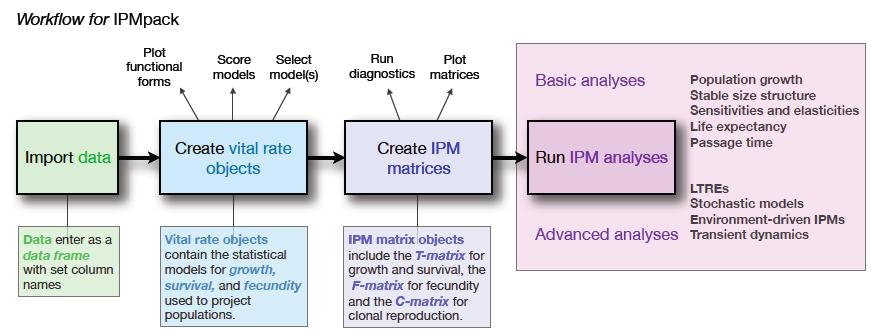 Workflow for IPMpack
Plot
functional
forms
Score
models
Select
model(s)
Run
diagnostics
Plot
matrices
Import data
Create vital rate
objects
Create IPM
matrices
Run IPM analyses
Data enter as a
data frame
with set column
names
Vital rate objects
contain the statistical
models for growth,
survival, and fecundity
used to project
populations.
IPM matrix objects
include the T-matrix for
growth and survival, the
F-matrix for fecundity
and the C-matrix for
clonal reproduction.
Basic analyses
Population growth
Stable size structure
Sensitivities and elasticities
Life expectancy
Passage time
Advanced analyses
LTREs
Stochastic models
Environment-driven IPMs
Transient dynamics